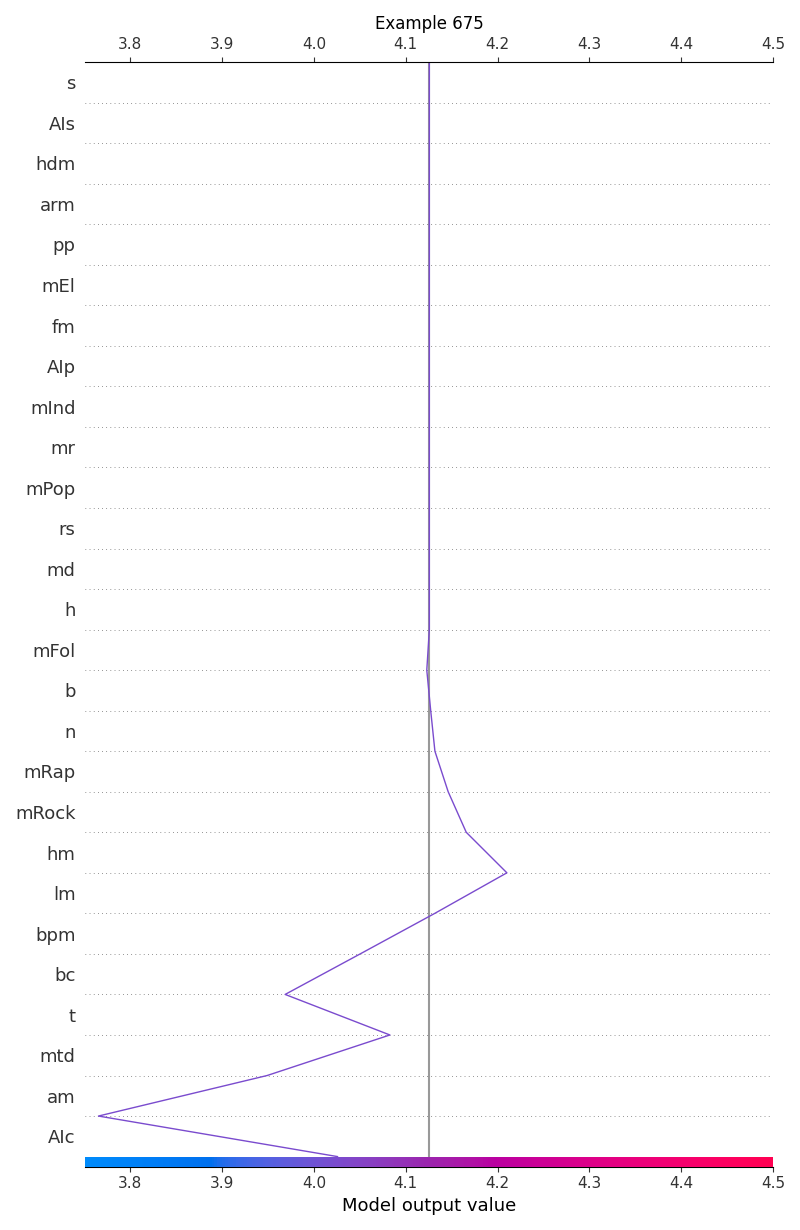 Example 675
3.8 3.9 4.0 4.1 4.2 4.3 4.4 4.5
s
AIs
hdm
arm
pp
mEl
fm
AIp
mInd
mr
mPop
rs
md
h
mFol
b
n
mRap
mRock
hm
lm
bpm
bc
t
mtd
am
AIc
3.8 3.9 4.0 4.1 4.2 4.3 4.4 4.5
Model output value